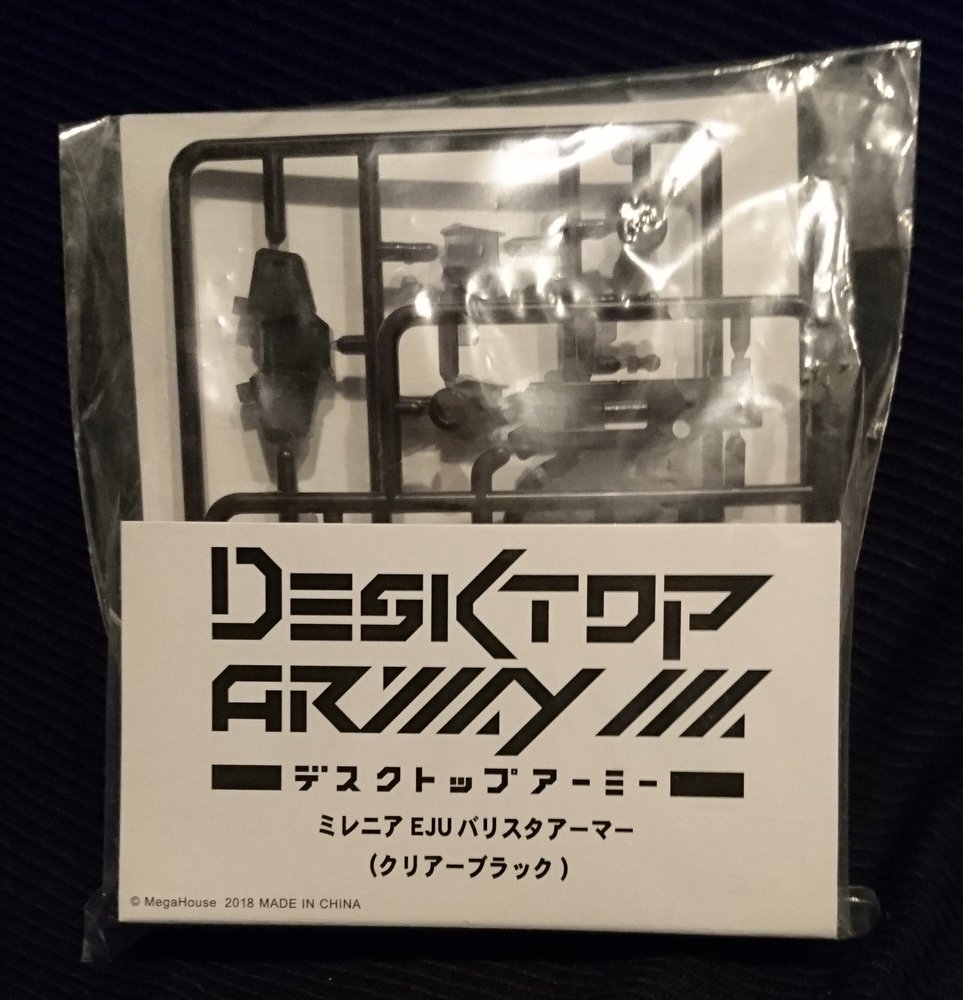 DESKTOP
ARMY
デスクトップアーミー
ミレニア EJU バリスタアーマー
(クリアーブラック)
© MegaHouse 2018 MADE IN CHINA